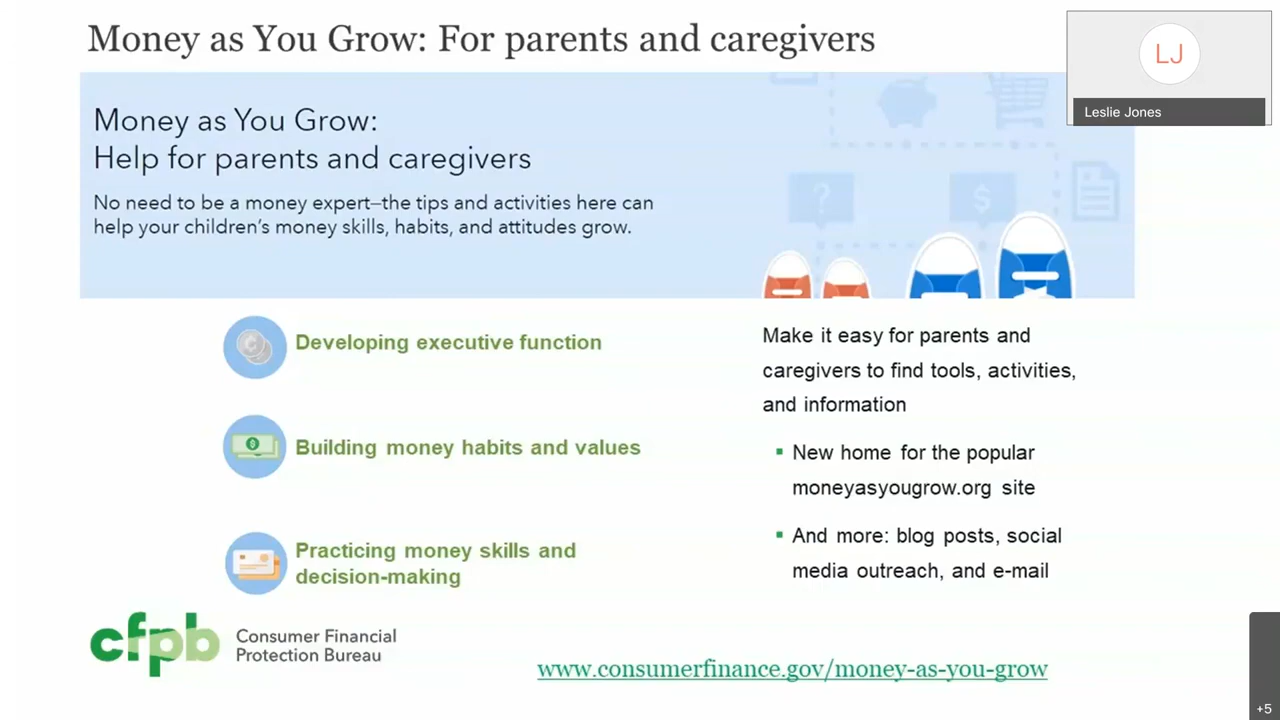 Money as You Grow: For parents and caregivers
LJ
Leslie Jones
Money as You Grow:
Help for parents and caregivers
No need to be a money expert—the tips and activities here can
help your children's money skills, habits, and attitudes grow.
?
$
Developing executive function
Building money habits and values
Practicing money skills and
decision-making
Make it easy for parents and
caregivers to find tools, activities,
and information
▪ New home for the popular
moneyasyougrow.org site
▪ And more: blog posts, social
media outreach, and e-mail
cfpb
Consumer Financial
Protection Bureau
www.consumerfinance.gov/money-as-you-grow
+5